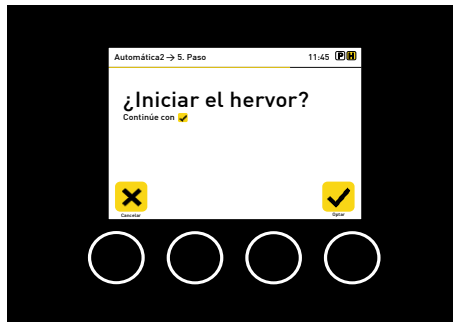 Automática2 → 5. Paso 11:45 P H
¿Iniciar el hervor?
Continúe con
Cancelar Optar